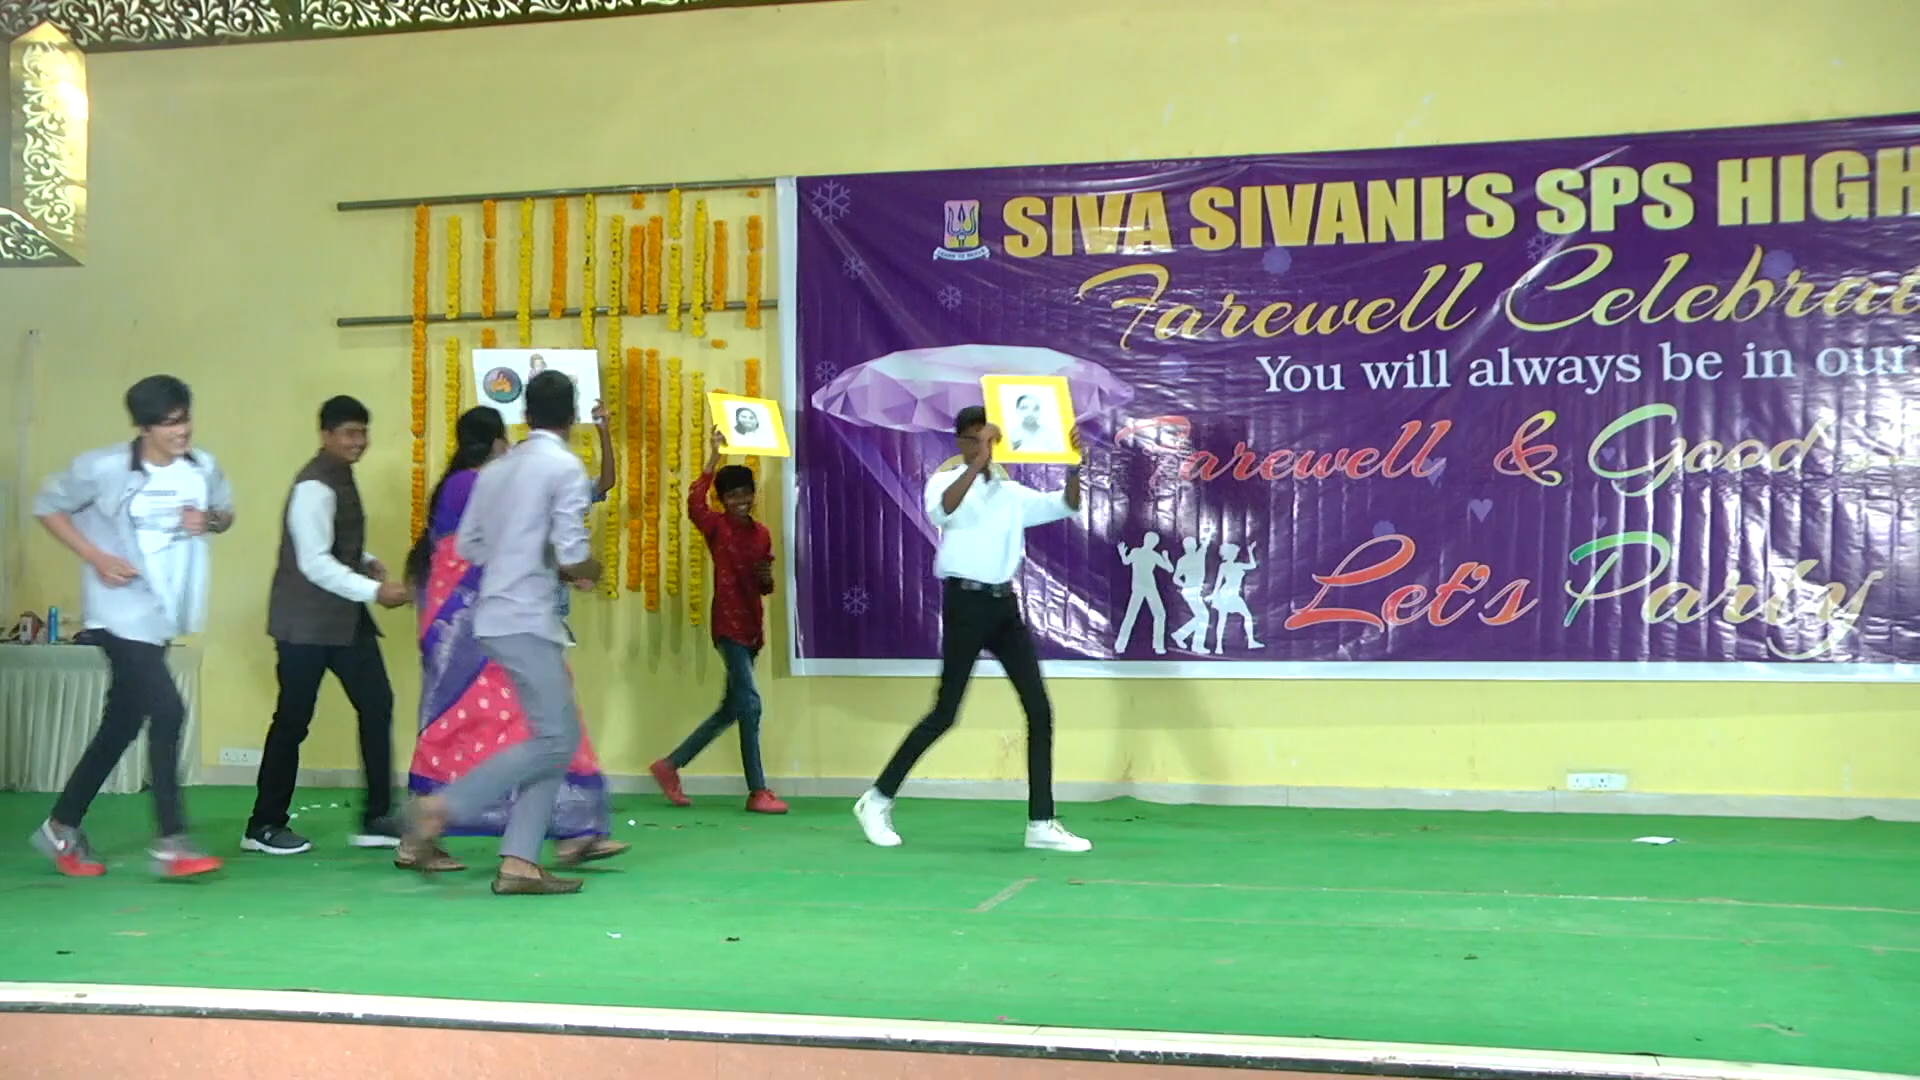 SIVA SIVANI'S SPS HIGH
Farewell Celebrat
You will always be in our
Farewell & Good
Let's Party